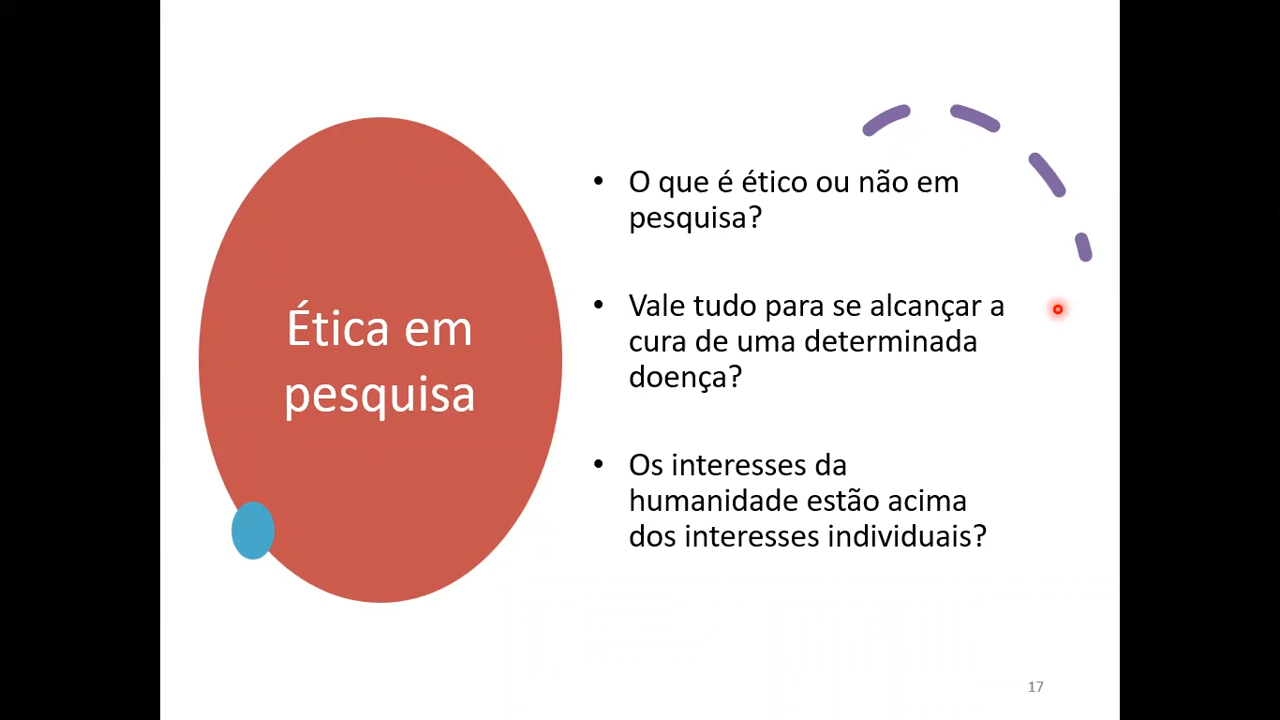 Ética em
pesquisa
• O que é ético ou não em
pesquisa?
• Vale tudo para se alcançar a
cura de uma determinada
doença?
• Os interesses da
humanidade estão acima
dos interesses individuais?
17